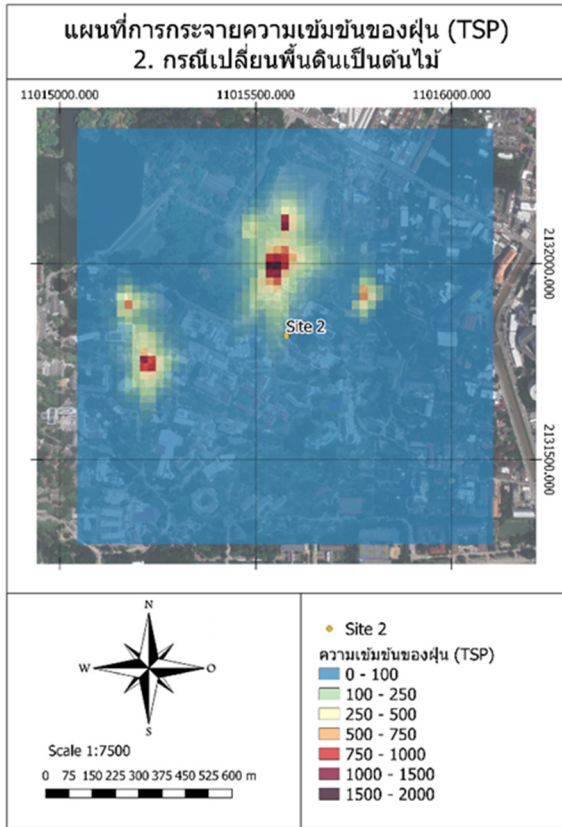 แผนที่การกระจายความเข้มข้นของฝุ่น (TSP)
2. กรณีเปลี่ยนพื้นดินเป็นต้นไม้
11015000.000 11015500.000 11016000.000
2132000.000
Site 2
2131500.000
N
W O
S
Scale 1:7500
0 75 150 225 300 375 450 525 600 m
Site 2
ความเข้มข้นของฝุ่น (TSP)
0 - 100
100 - 250
250 - 500
500 - 750
750 - 1000
1000 - 1500
1500 - 2000